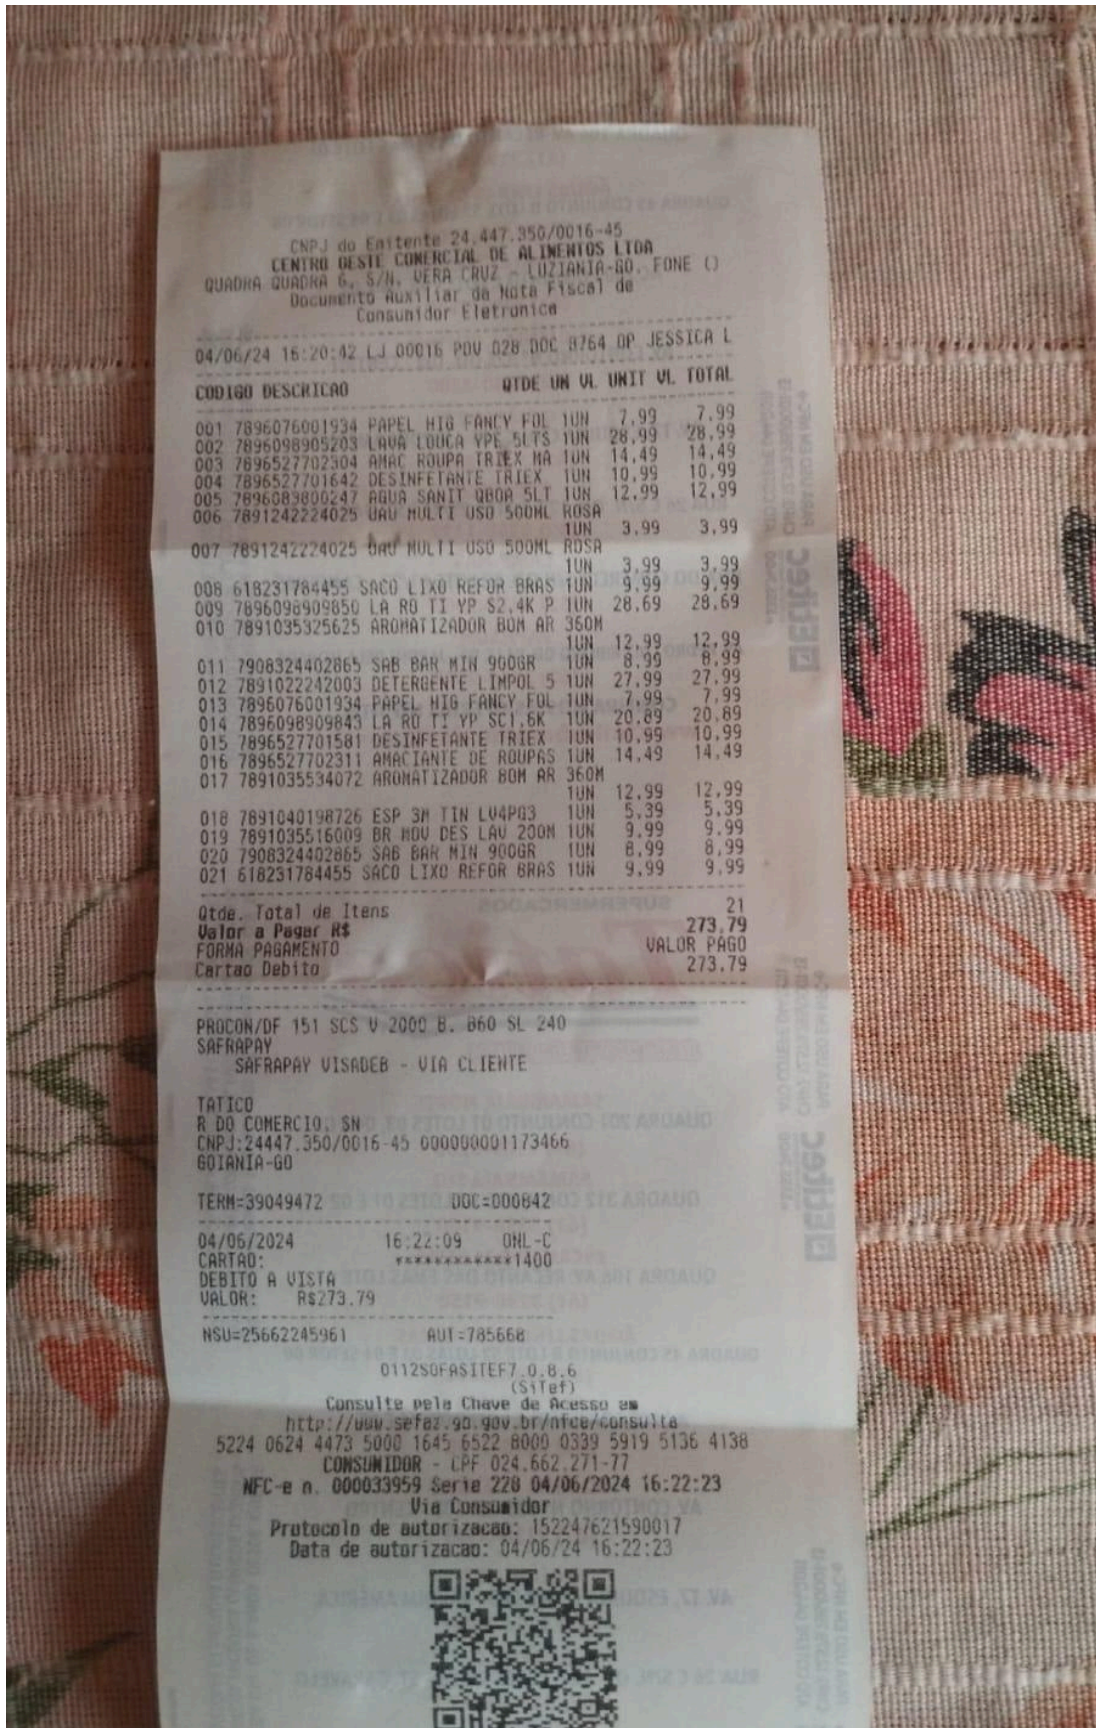 CNPJ do Emitente 24.447.350/0016-45
CENTRO OESTE COMERCIAL DE ALIMENTOS LTDA
QUADRA QUADRA 6, S/N, VERA CRUZ - LUZIANIA-GO, FONE ()
Documento Auxiliar da Nota Fiscal de
Consumidor Eletronica
04/06/24 16:20:42 LJ 00016 PDV 028 DOC 8764 OP JESSICA L
CODIGO DESCRICAO QTDE UN VL UNIT VL TOTAL
001 7896076001934 PAPEL HIG FANCY FOL 1UN 7,99 7,99
002 7896098905203 LAVA LOUCA YPE 5LTS 1UN 28,99 28,99
003 7896527702304 AMAC ROUPA TRIEX MA 1UN 14,49 14,49
004 7896527701642 DESINFETANTE TRIEX 1UN 10,99 10,99
005 7896083800247 AGUA SANIT QBOA 5LT 1UN 12,99 12,99
006 7891242224025 UAU MULTI USO 500ML ROSA
1UN 3,99 3,99
007 7891242224025 UAU MULTI USO 500ML ROSA
1UN 3,99 3,99
008 618231784455 SACO LIXO REFOR BRAS 1UN 9,99 9,99
009 7896098909850 LA RO TI YP S2,4K P 1UN 28,69 28,69
010 7891035325625 AROMATIZADOR BOM AR 360M
1UN 12,99 12,99
011 7908324402865 SAB BAR MIN 900GR 1UN 8,99 8,99
012 7891022242003 DETERGENTE LIMPOL 5 1UN 27,99 27,99
013 7896076001934 PAPEL HIG FANCY FOL 1UN 7,99 7,99
014 7896098909843 LA RO TI YP SC1,6K 1UN 20,89 20,89
015 7896527701581 DESINFETANTE TRIEX 1UN 10,99 10,99
016 7896527702311 AMACIANTE DE ROUPAS 1UN 14,49 14,49
017 7891035534072 AROMATIZADOR BOM AR 360M
1UN 12,99 12,99
018 7891040198726 ESP 3M TIN LV4PG3 1UN 5,39 5,39
019 7891035516009 BR MOV DES LAV 200M 1UN 9,99 9,99
020 7908324402865 SAB BAR MIN 900GR 1UN 8,99 8,99
021 618231784455 SACO LIXO REFOR BRAS 1UN 9,99 9,99
Qtde. Total de Itens 21
Valor a Pagar R$ 273,79
FORMA PAGAMENTO VALOR PAGO
Cartao Debito 273,79
PROCON/DF 151 SCS V 2000 B. B60 SL 240
SAFRAPAY
SAFRAPAY VISADEB - VIA CLIENTE
TATICO
R DO COMERCIO, SN
CNPJ:24447.350/0016-45 000000001173466
GOIANIA-GO
TERM=39049472 DOC=000842
04/06/2024 16:22:09 ONL-C
CARTAO: ************1400
DEBITO A VISTA
VALOR: R$273,79
NSU=25662245961 AUT=785668
0112SOFASITEF7.0.8.6
(SiTef)
Consulte pela Chave de Acesso em
http://www.sefaz.go.gov.br/nfce/consulta
5224 0624 4473 5000 1645 6522 8000 0339 5919 5136 4138
CONSUMIDOR - CPF 024.662.271-77
NFC-e n. 000033959 Serie 228 04/06/2024 16:22:23
Via Consumidor
Protocolo de autorizacao: 152247621590017
Data de autorizacao: 04/06/24 16:22:23